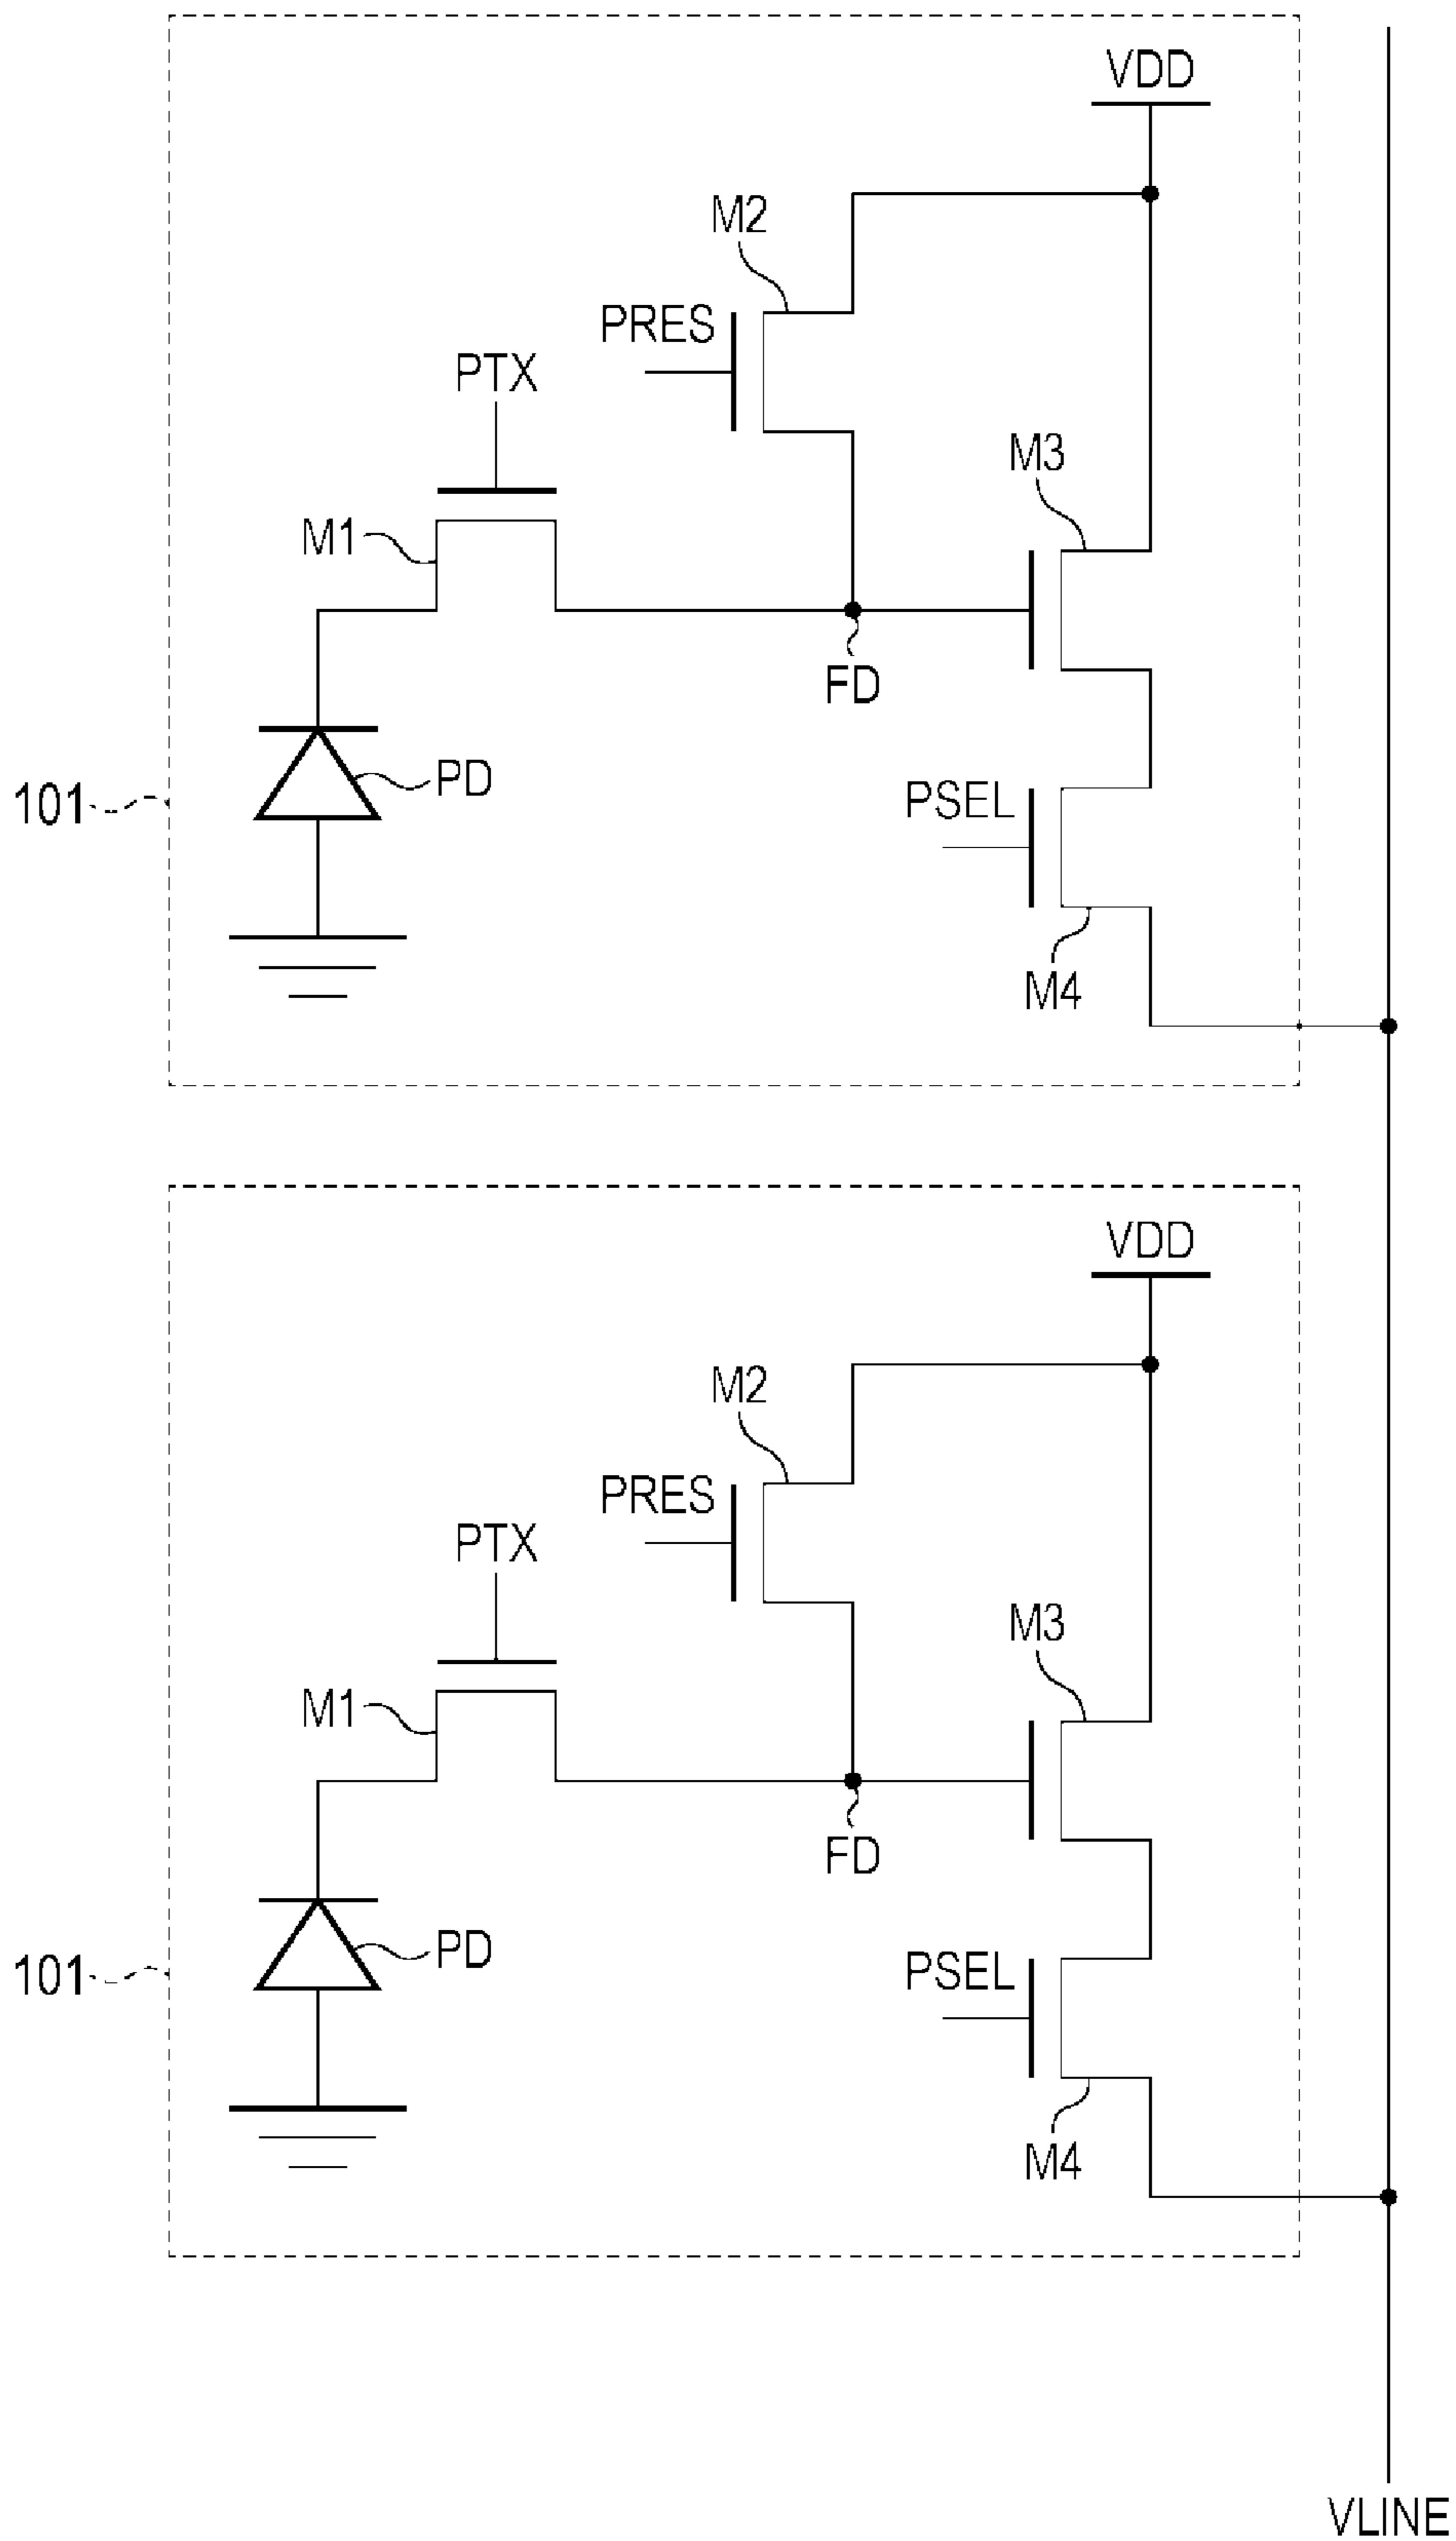 VDD
M2
PRES
PTX
M3
M1
FD
PD
PSEL
101
M4
VDD
M2
PRES
PTX
M3
M1
FD
PD
PSEL
101
M4
VLINE